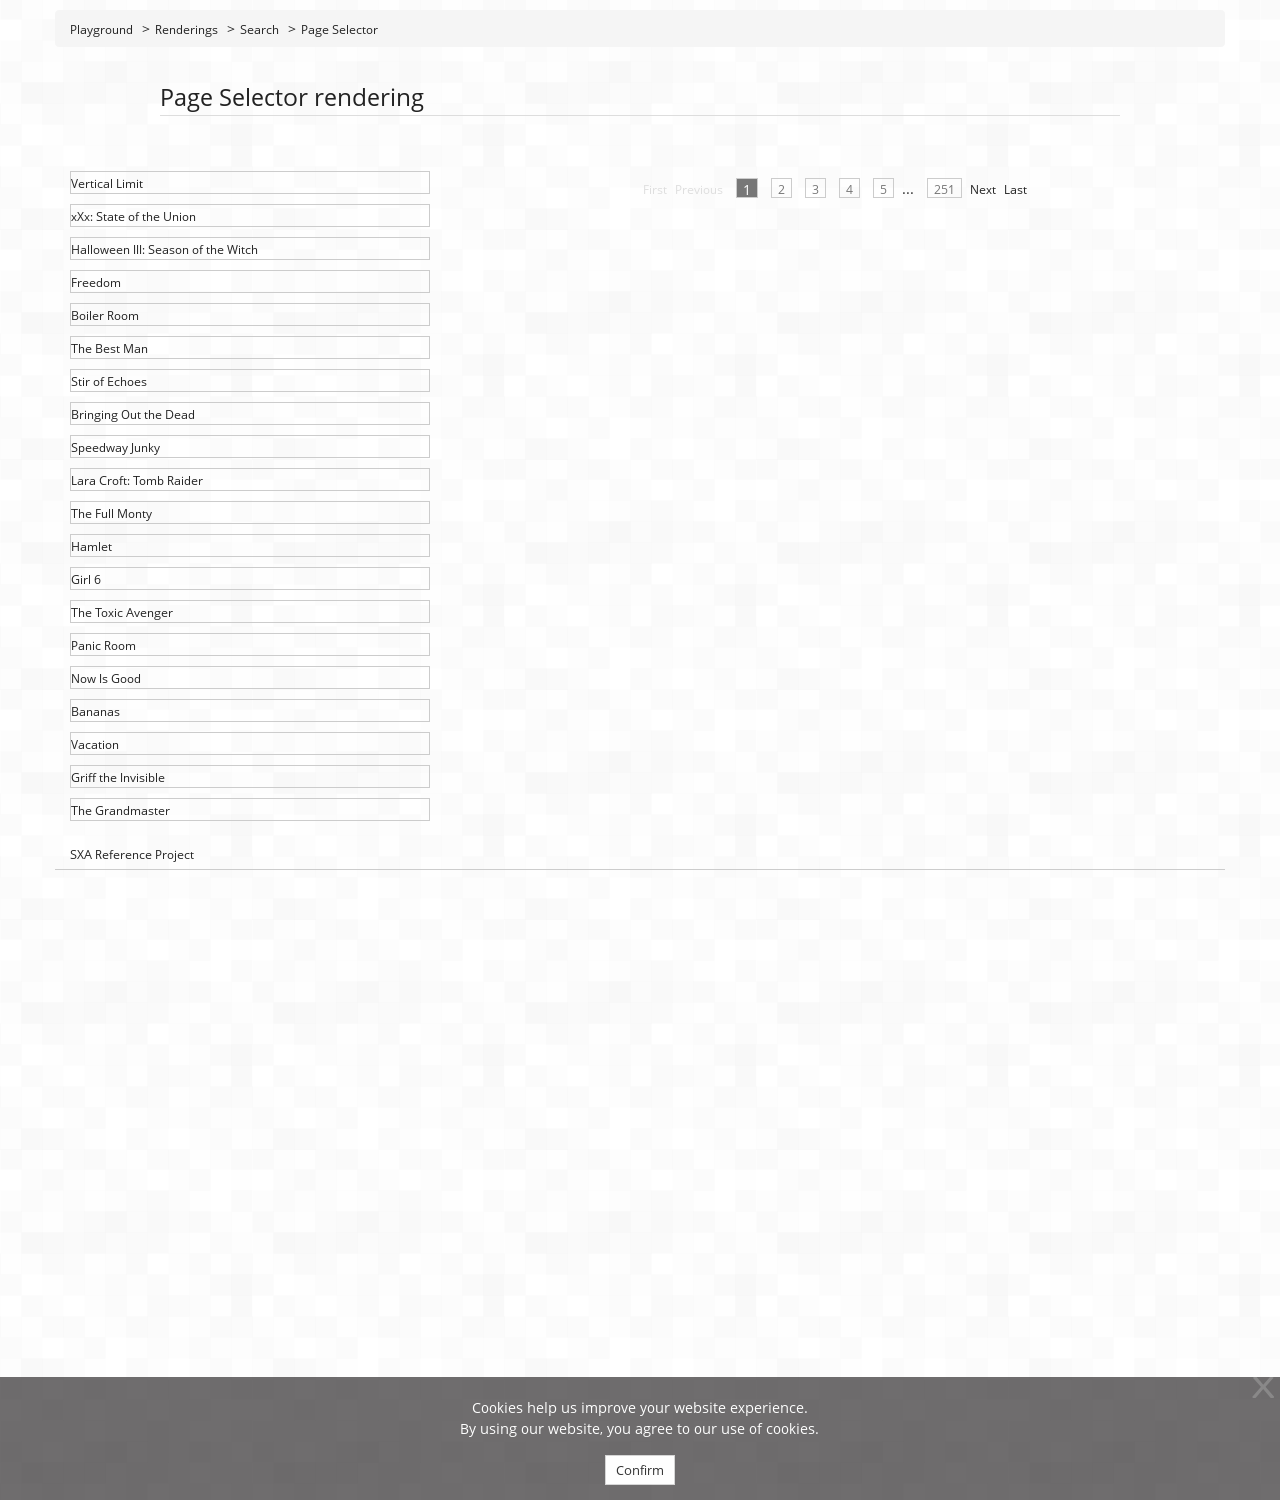 Playground > Renderings > Search > Page Selector
Page Selector rendering
First Previous 1 2 3 4 5 ... 251 Next Last
Vertical Limit
xXx: State of the Union
Halloween III: Season of the Witch
Freedom
Boiler Room
The Best Man
Stir of Echoes
Bringing Out the Dead
Speedway Junky
Lara Croft: Tomb Raider
The Full Monty
Hamlet
Girl 6
The Toxic Avenger
Panic Room
Now Is Good
Bananas
Vacation
Griff the Invisible
The Grandmaster
SXA Reference Project
X
Cookies help us improve your website experience.
By using our website, you agree to our use of cookies.
Confirm